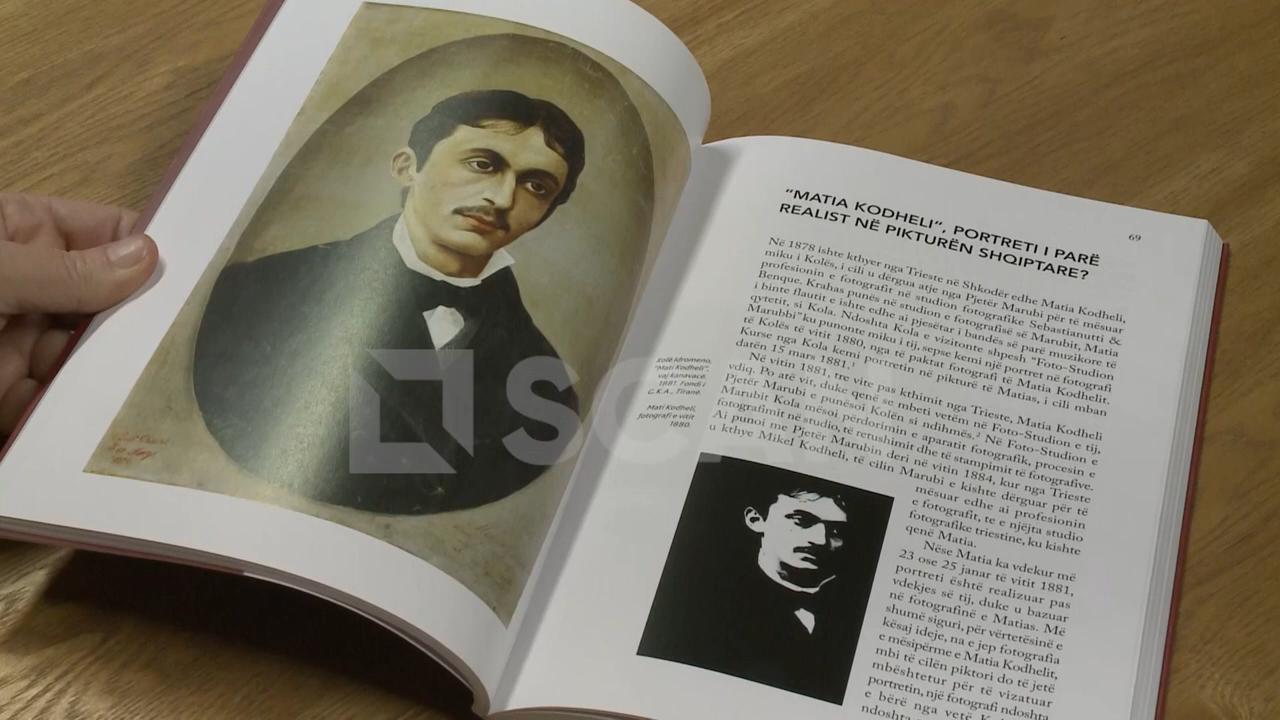 69
"MATIA KODHELI", PORTRETI I PARË
REALIST NË PIKTURËN SHQIPTARE?
Në 1878 ishte kthyer nga Trieste në Shkodër edhe Matia Kodheli,
miku i Kolës, i cili u dërgua atje nga Pjetër Marubi për të mësuar
profesionin e fotografit në studion fotografike Sebastianutti &
Benque. Krahas punës në studion e fotografisë së Marubit, Matia
i binte flautit e ishte edhe ai pjesëtar i bandës së parë muzikore të
qytetit, si Kola. Ndoshta Kola e vizitonte shpesh "Foto-Studion
Marubbi" ku punonte miku i tij, sepse kemi një portret në fotografi
të Kolës të vitit 1880, nga të paktat fotografi të Matia Kodhelit.
Kurse nga Kola kemi portretin në pikturë të Matias, i cili mban
datën 15 mars 1881.¹
Në vitin 1881, tre vite pas kthimit nga Trieste, Matia Kodheli
vdiq. Po atë vit, duke qenë se mbeti vetëm në Foto-Studion e tij,
Pjetër Marubi e punësoi Kolën si ndihmës.² Në Foto-Studion e
Marubit Kola mësoi përdorimin e aparatit fotografik, procesin e
fotografimit në studio, të retushimit dhe të stampimit të fotografive.
Ai punoi me Pjetër Marubin deri në vitin 1884, kur nga Trieste
u kthye Mikel Kodheli, të cilin Marubi e kishte dërguar për të
mësuar edhe ai profesionin
e fotografit, te e njëjta studio
fotografike triestine, ku kishte
qenë Matia.
Nëse Matia ka vdekur më
23 ose 25 janar të vitit 1881,
portreti është realizuar pas
vdekjes së tij, duke u bazuar
në fotografinë e Matias. Më
shumë siguri, për vërtetësinë e
kësaj ideje, na e jep fotografia
e mësipërme e Matia Kodhelit,
mbi të cilën piktori do të jetë
mbështetur për të vizatuar
portretin, një fotografi ndoshta
e bërë nga vetë
ndoshta
Kolë Idromeno,
"Mati Kodheli",
vaj kanavacë,
1881. Fondi i
G.K.A., Tiranë.
Mati Kodheli,
fotografi e vitit
1880.
SCAN